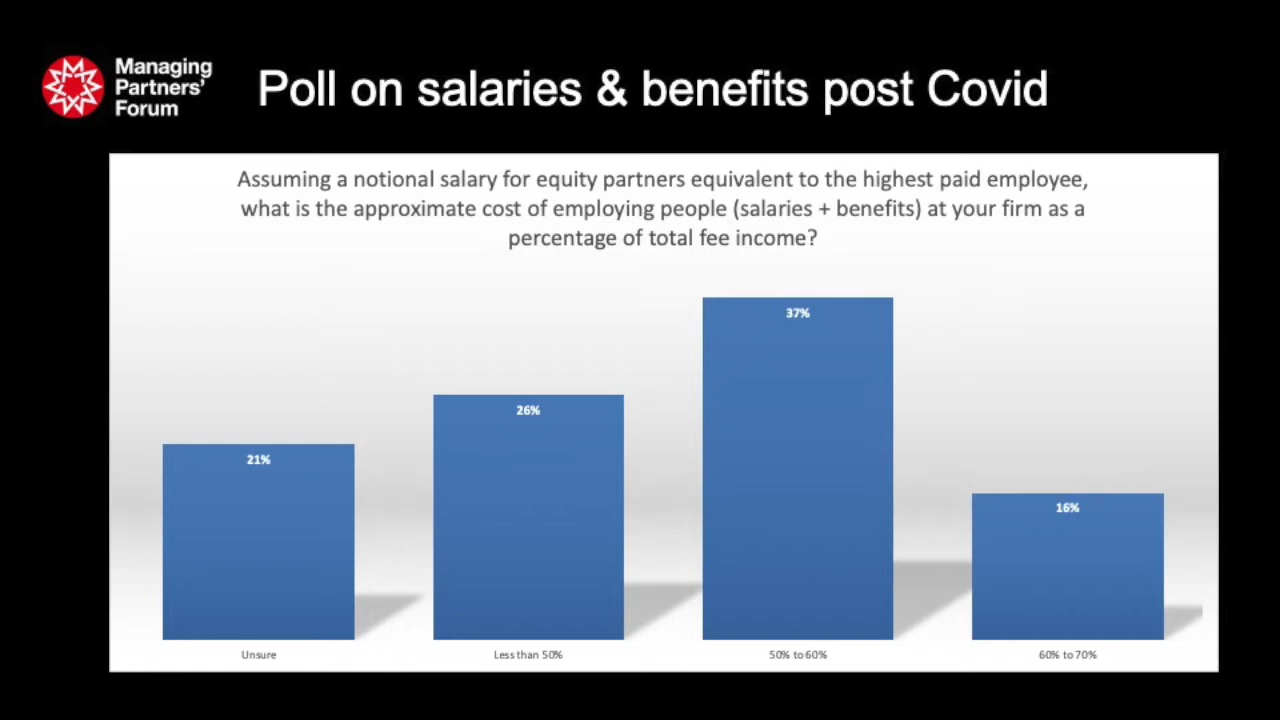 Managing
Partners'
Forum
Poll on salaries & benefits post Covid
Assuming a notional salary for equity partners equivalent to the highest paid employee,
what is the approximate cost of employing people (salaries + benefits) at your firm as a
percentage of total fee income?
37%
26%
21%
16%
Unsure
Less than 50%
50% to 60%
60% to 70%